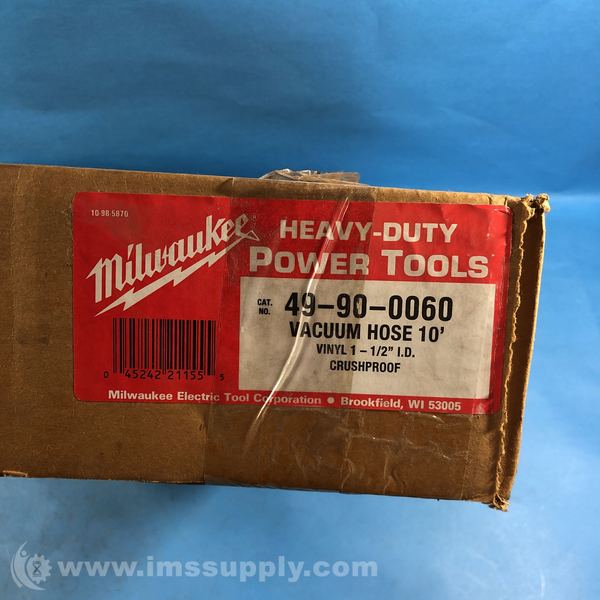 10 98 5870
Milwaukee
HEAVY-DUTY
POWER TOOLS
CAT. NO. 49-90-0060
VACUUM HOSE 10'
VINYL 1-1/2" I.D.
CRUSHPROOF
0 45242 21155 5
Milwaukee Electric Tool Corporation • Brookfield, WI 53005
www.imssupply.com